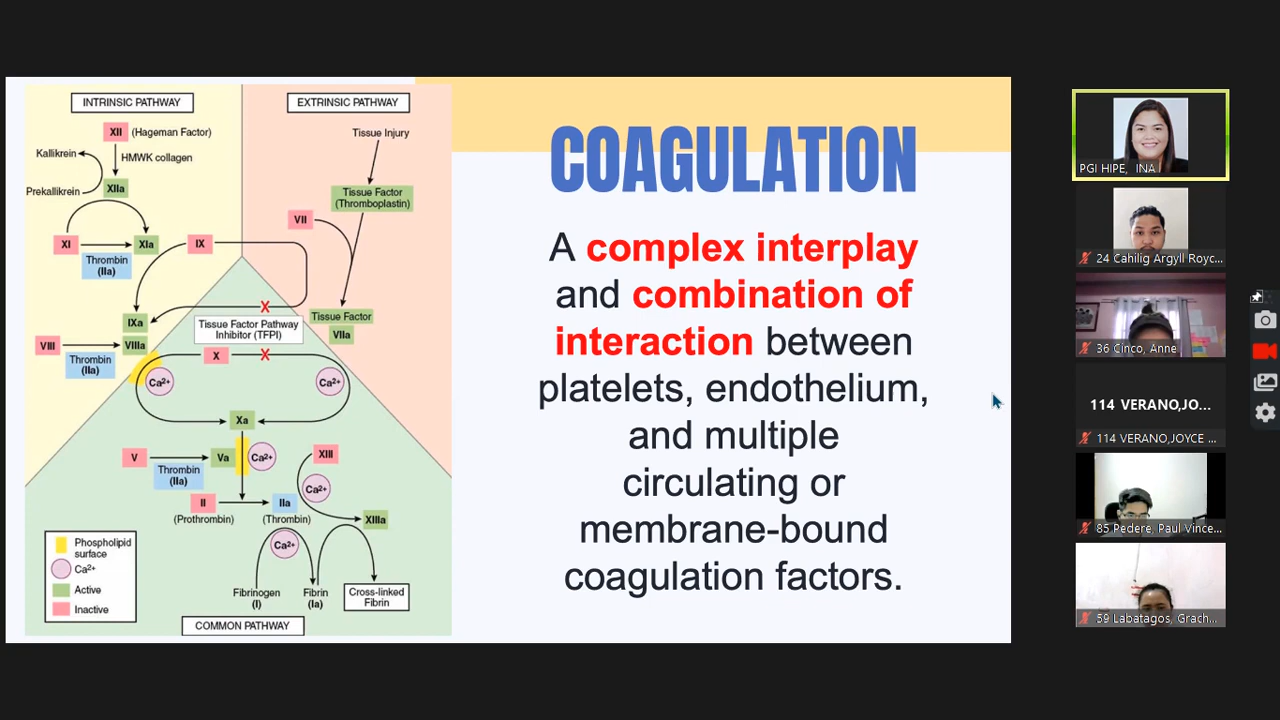 INTRINSIC PATHWAY
EXTRINSIC PATHWAY
XII (Hageman Factor)
Tissue Injury
Kallikrein
HMWK collagen
Prekallikrein
XIIa
Tissue Factor
(Thromboplastin)
VII
XI
XIa
IX
Thrombin
(IIa)
X
Tissue Factor Pathway
Inhibitor (TFPI)
IXa
Tissue Factor
VIIa
VIII
VIIIa
Thrombin
(IIa)
X
X
Ca2+
Ca2+
Xa
V
Va
Ca2+
XIII
Thrombin
(IIa)
Ca2+
II
IIa
(Prothrombin)
(Thrombin)
XIIIa
Ca2+
Phospholipid
surface
Ca2+
Active
Inactive
Fibrinogen
(I)
Fibrin
(Ia)
Cross-linked
Fibrin
COMMON PATHWAY
COAGULATION
A complex interplay
and combination of
interaction between
platelets, endothelium,
and multiple
circulating or
membrane-bound
coagulation factors.
PGI HIPE, INA
24 Cahilig Argyll Royc...
36 Cinco, Anne
114 VERANO,JO...
114 VERANO,JOYCE ...
85 Pedere, Paul Vince...
59 Labatagos, Grach...